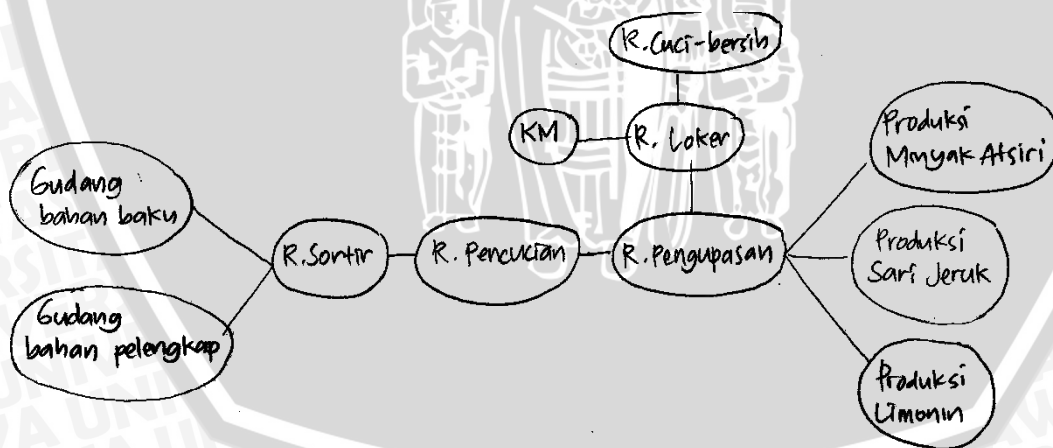 R. Cuci-bersih
KM
R. Loker
Produksi
Minyak Atsiri
Gudang
bahan baku
R. Sortir
R. Pencucian
R. Pengupasan
Produksi
Sari Jeruk
Gudang
bahan pelengkap
Produksi
Limonin